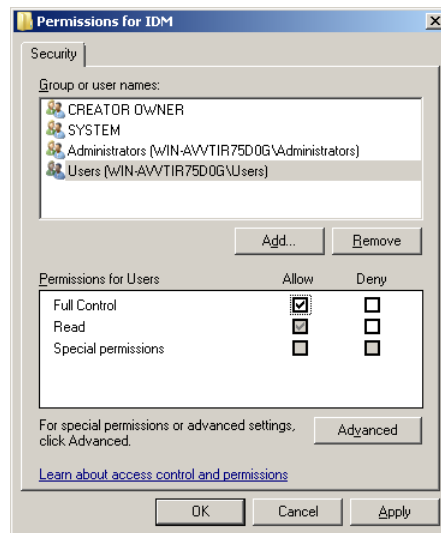 Permissions for IDM
Security
Group or user names:
CREATOR OWNER
SYSTEM
Administrators (WIN-AVVTIR75D0G\Administrators)
Users (WIN-AVVTIR75D0G\Users)
Add... Remove
Permissions for Users Allow Deny
Full Control
Read
Special permissions
For special permissions or advanced settings,
click Advanced.
Advanced
Learn about access control and permissions
OK Cancel Apply